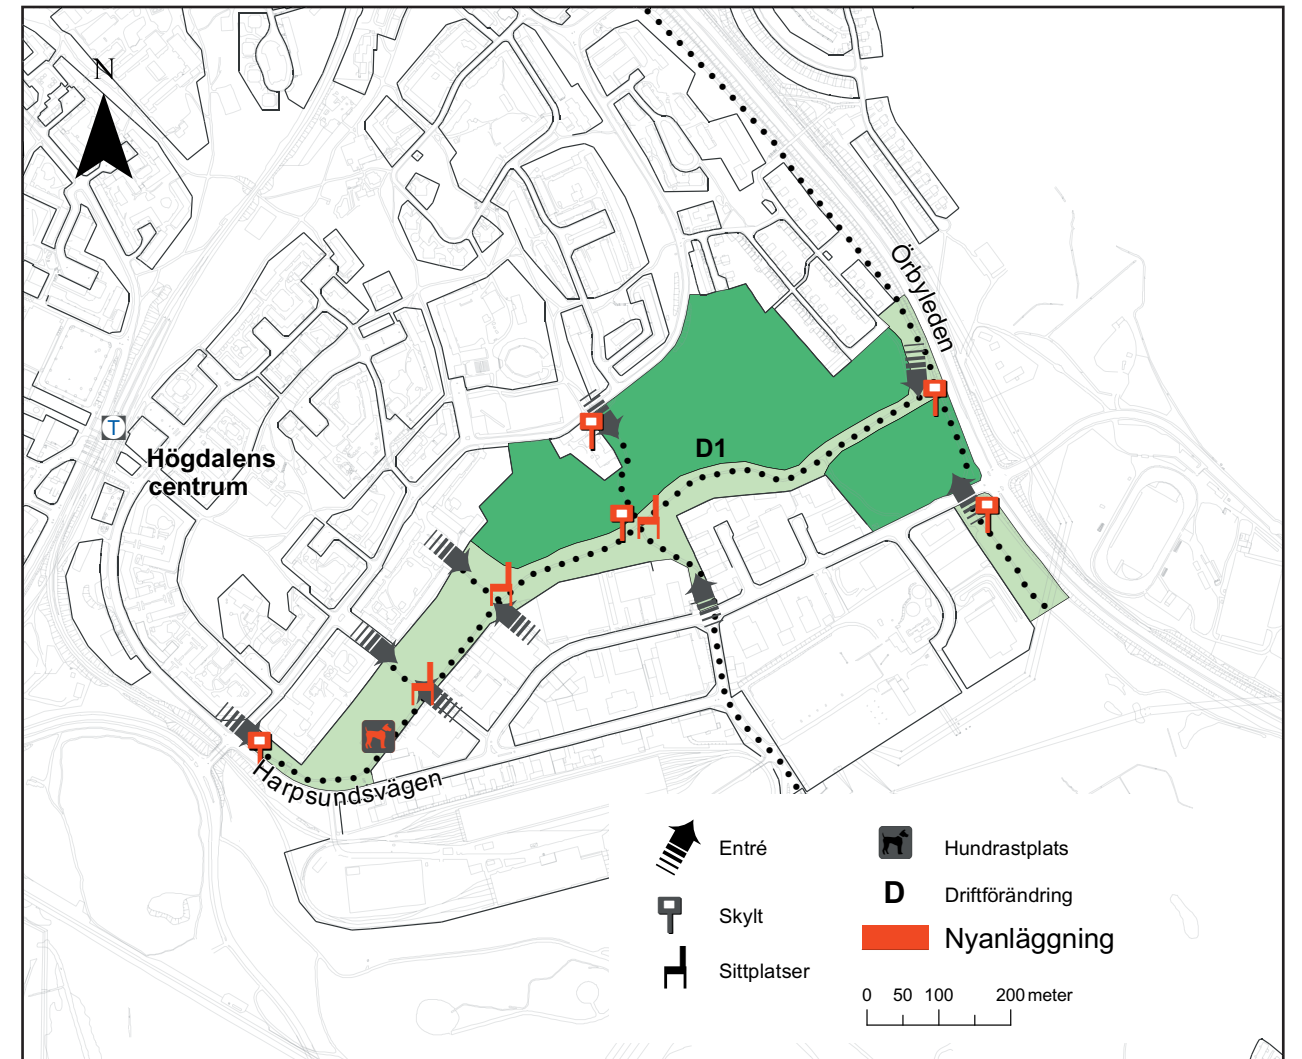 N
Örbyleden
T
Högdalens
centrum
D1
Harpsundsvägen
Entré
Skylt
Sittplatser
Hundrastplats
D Driftförändring
Nyanläggning
0 50 100 200 meter